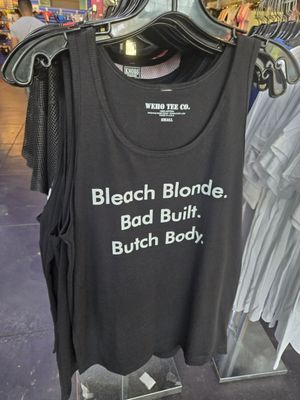 WEHO TEE CO.
SMALL
Bleach Blonde.
Bad Built.
Butch Body.